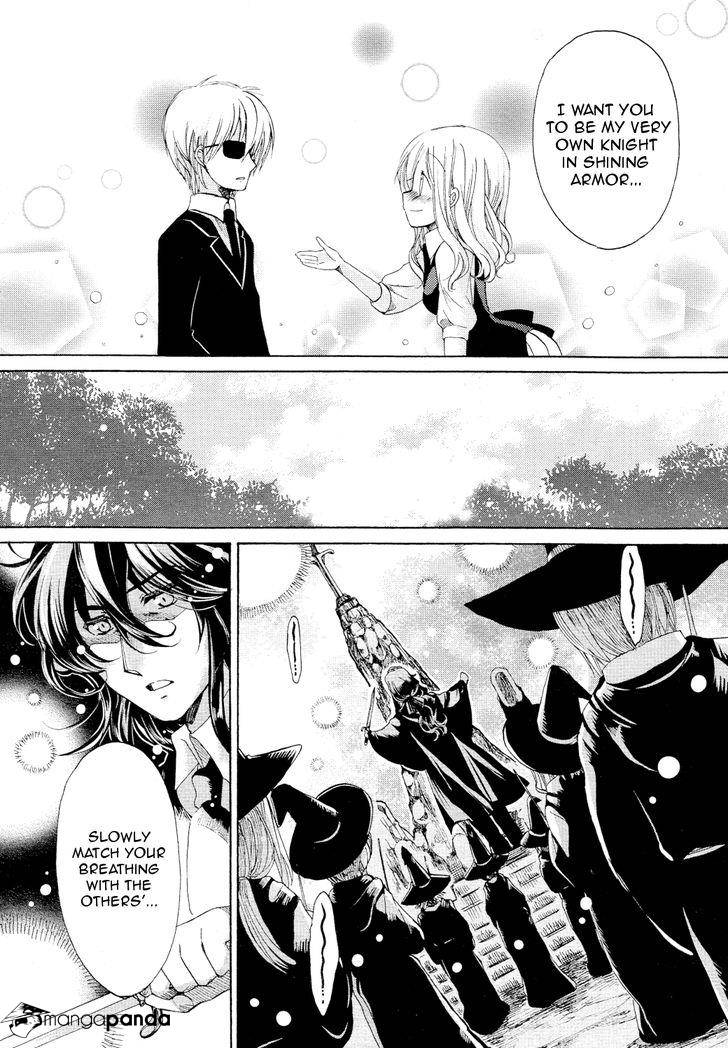 I WANT YOU
TO BE MY VERY
OWN KNIGHT
IN SHINING
ARMOR...
SLOWLY
MATCH YOUR
BREATHING
WITH THE
OTHERS'...
mangapanda